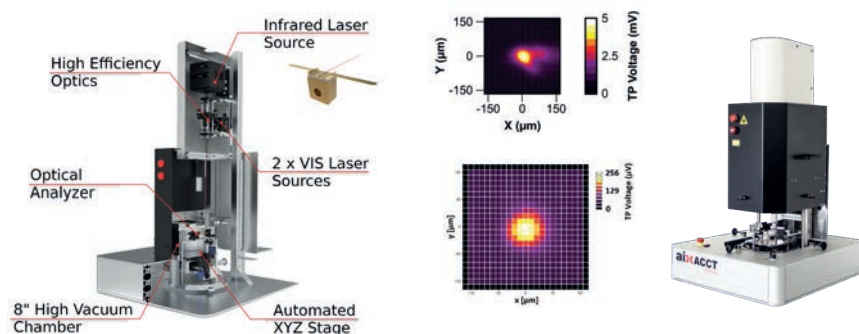 Infrared Laser
Source
High Efficiency
Optics
2 x VIS Laser
Sources
Optical
Analyzer
8" High Vacuum
Chamber
Automated
XYZ Stage
150
0
-150
Y (µm)
-150
0
150
X (µm)
5
0
TP Voltage (mV)
256
129
0
TP Voltage (µV)
y [µm]
x [µm]
aixACCT